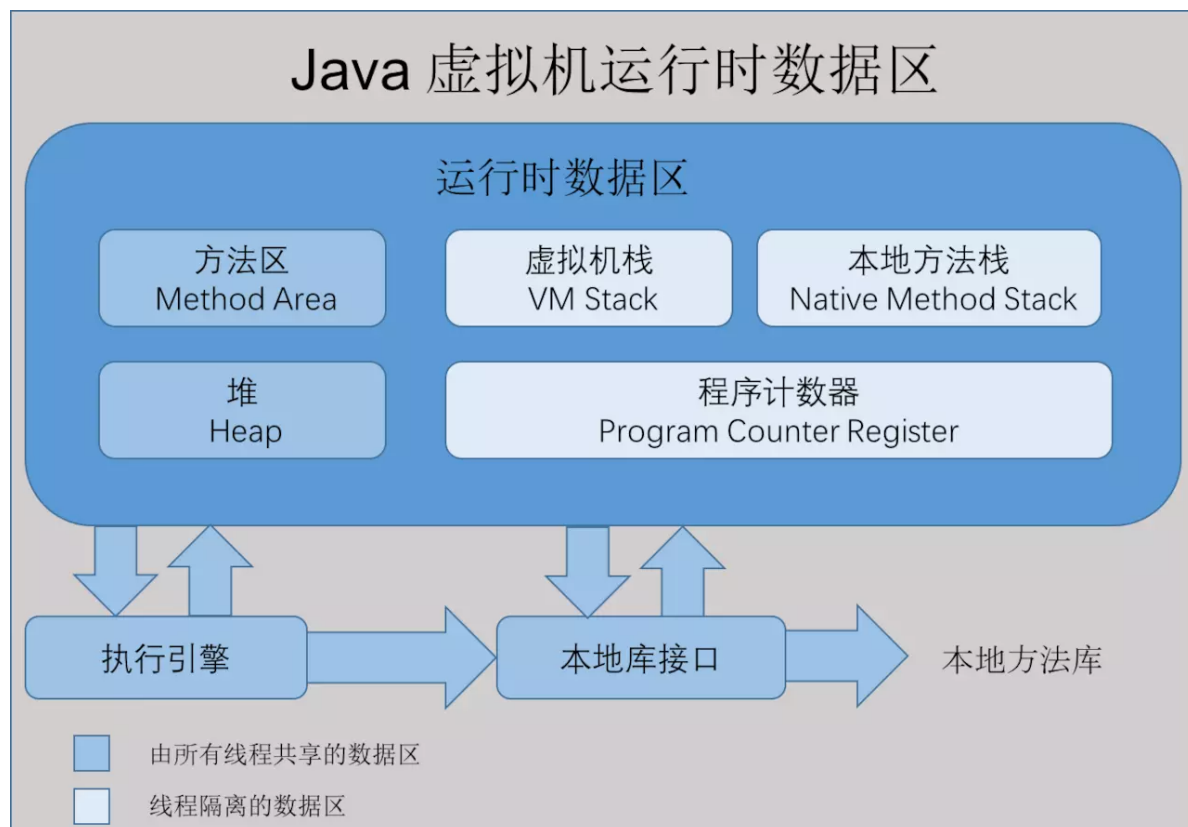 Java 虚拟机运行时数据区
运行时数据区
方法区
Method Area
虚拟机栈
VM Stack
本地方法栈
Native Method Stack
堆
Heap
程序计数器
Program Counter Register
执行引擎
本地库接口
本地方法库
由所有线程共享的数据区
线程隔离的数据区